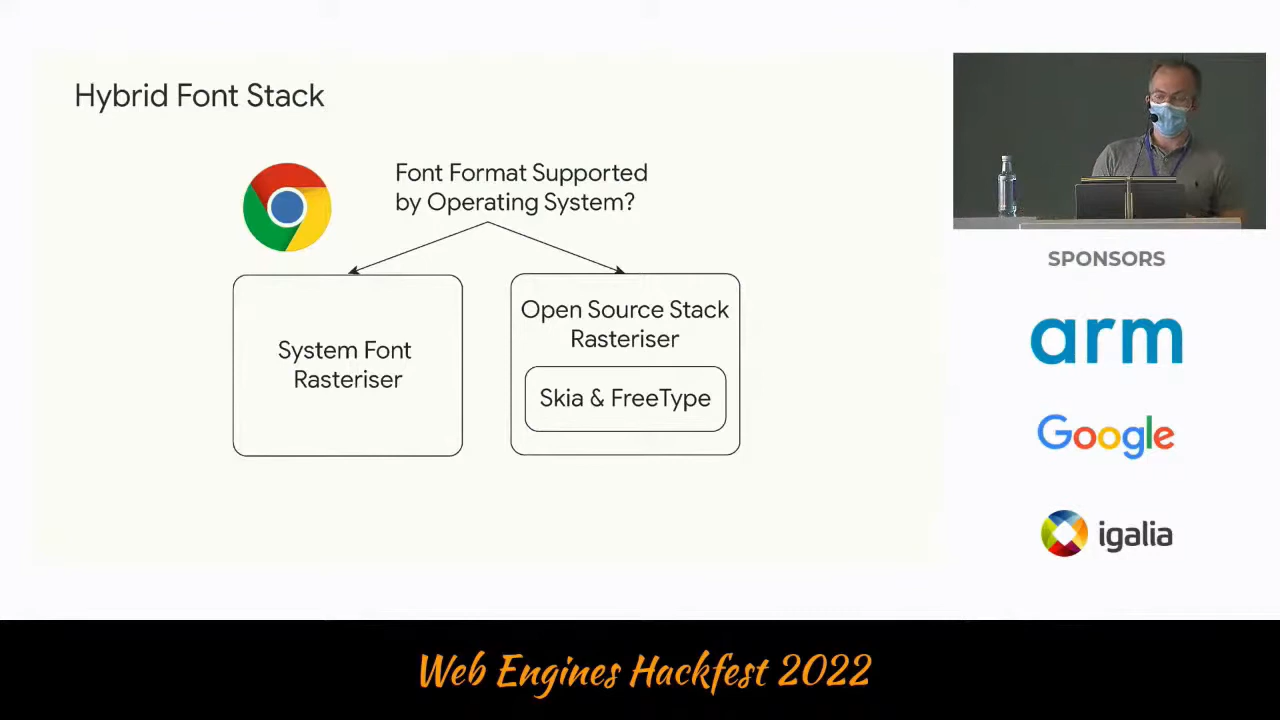 Hybrid Font Stack
Font Format Supported
by Operating System?
System Font
Rasteriser
Open Source Stack
Rasteriser
Skia & FreeType
SPONSORS
arm
Google
igalia
Web Engines Hackfest 2022